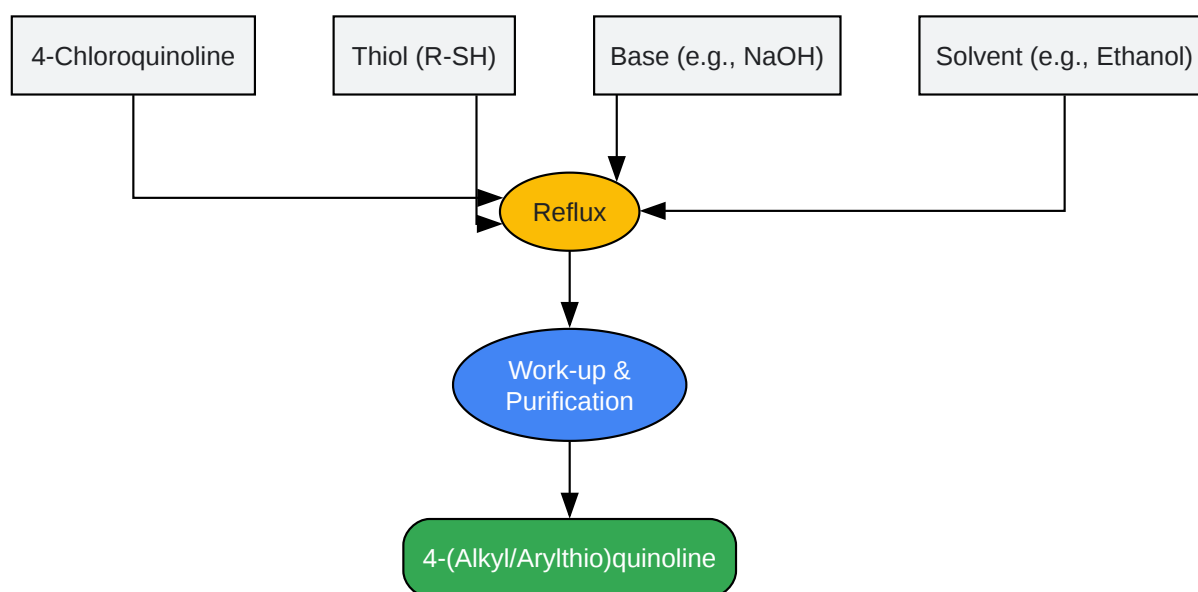 4-Chloroquinoline
Thiol (R-SH)
Base (e.g., NaOH)
Solvent (e.g., Ethanol)
Reflux
Work-up &
Purification
4-(Alkyl/Arylthio)quinoline